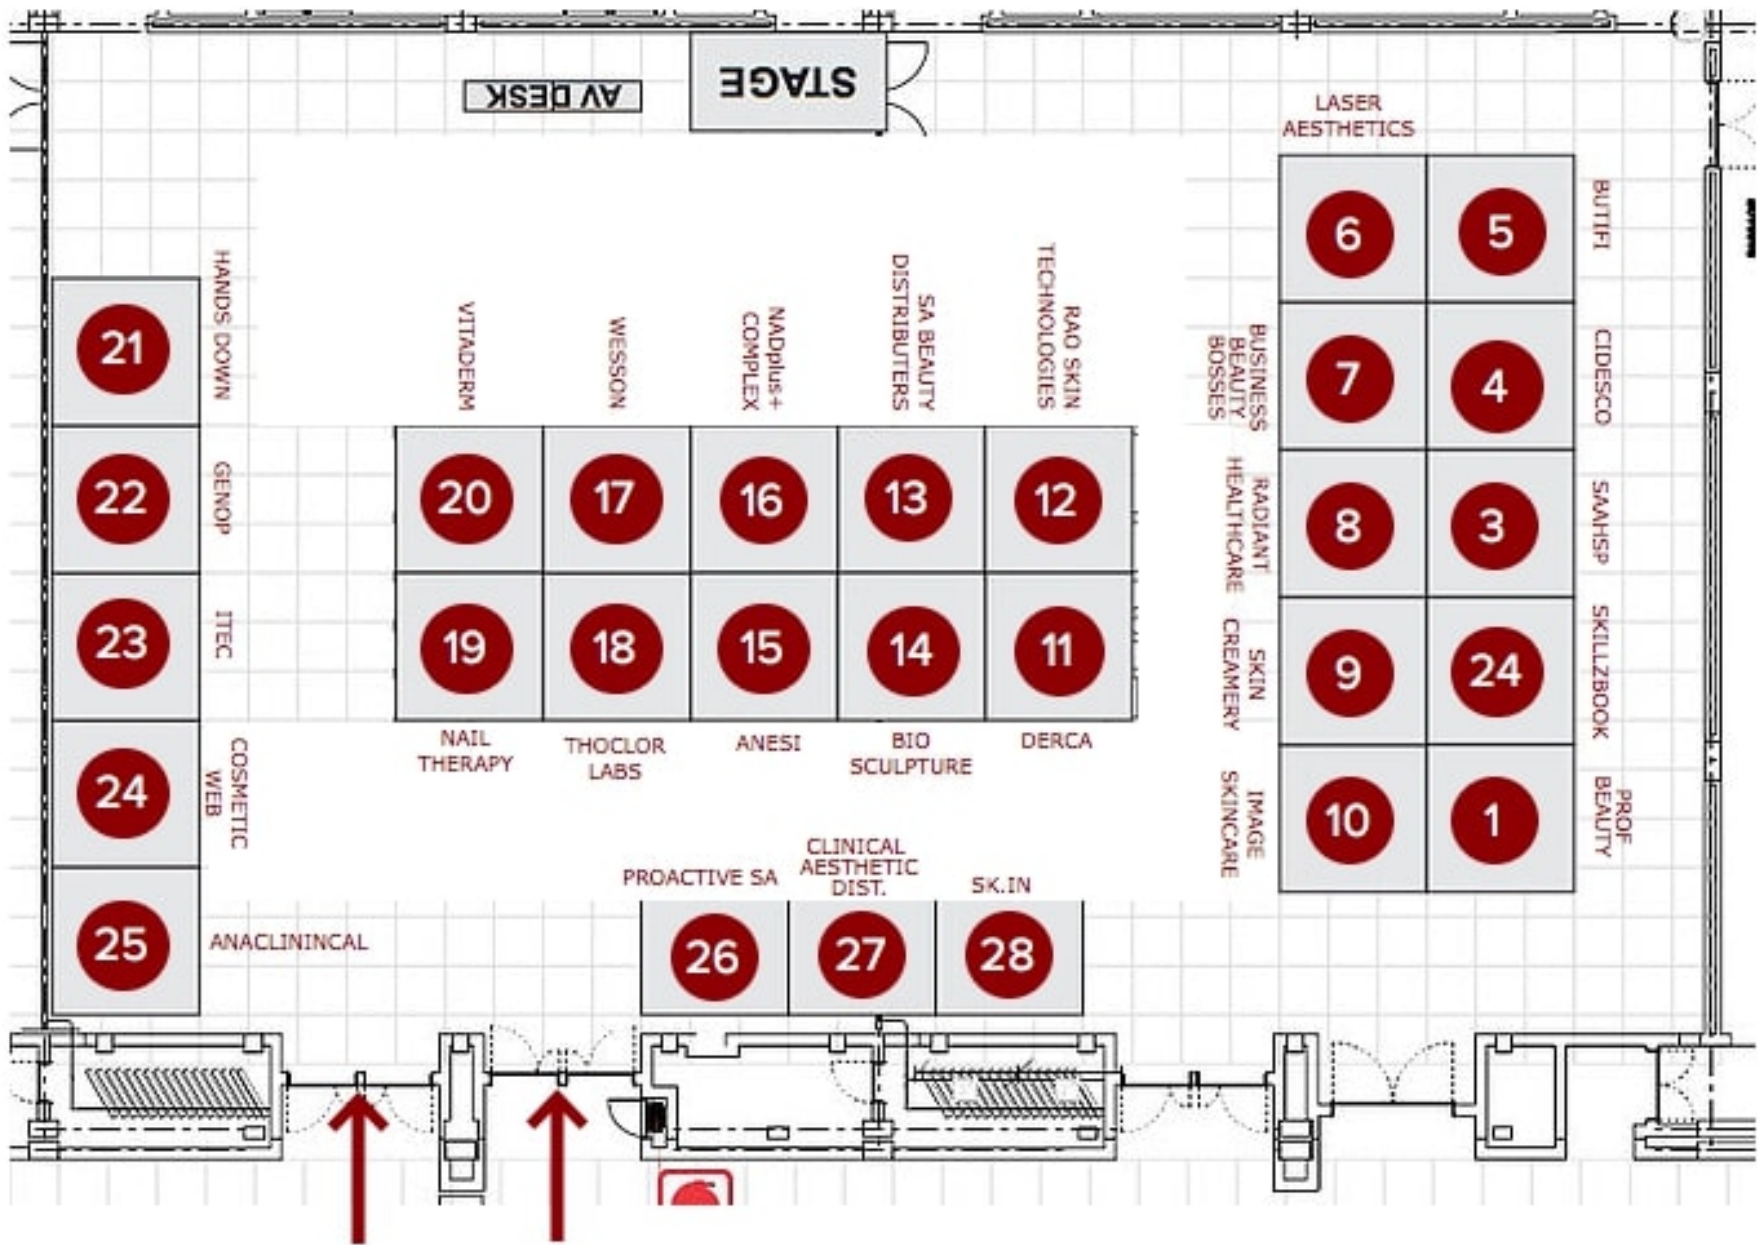 AV DESK
STAGE
LASER
AESTHETICS
6
5
BUTIFI
21
HANDS DOWN
VITADERM
WESSON
NADplus+
COMPLEX
SA BEAUTY
DISTRIBUTERS
RAO SKIN
TECHNOLOGIES
BUSINESS
BEAUTY
BOSSES
7
4
CIDESCO
22
GENOP
20
17
16
13
12
RADIANT
HEALTHCARE
8
3
SAAHSP
23
ITEC
19
18
15
14
11
SKIN
CREAMERY
9
24
SKILLZBOOK
NAIL
THERAPY
THOCLOR
LABS
ANESI
BIO
SCULPTURE
DERCA
24
COSMETIC
WEB
IMAGE
SKINCARE
10
1
PROF
BEAUTY
25
ANACLININCAL
PROACTIVE SA
CLINICAL
AESTHETIC
DIST.
SK.IN
26
27
28